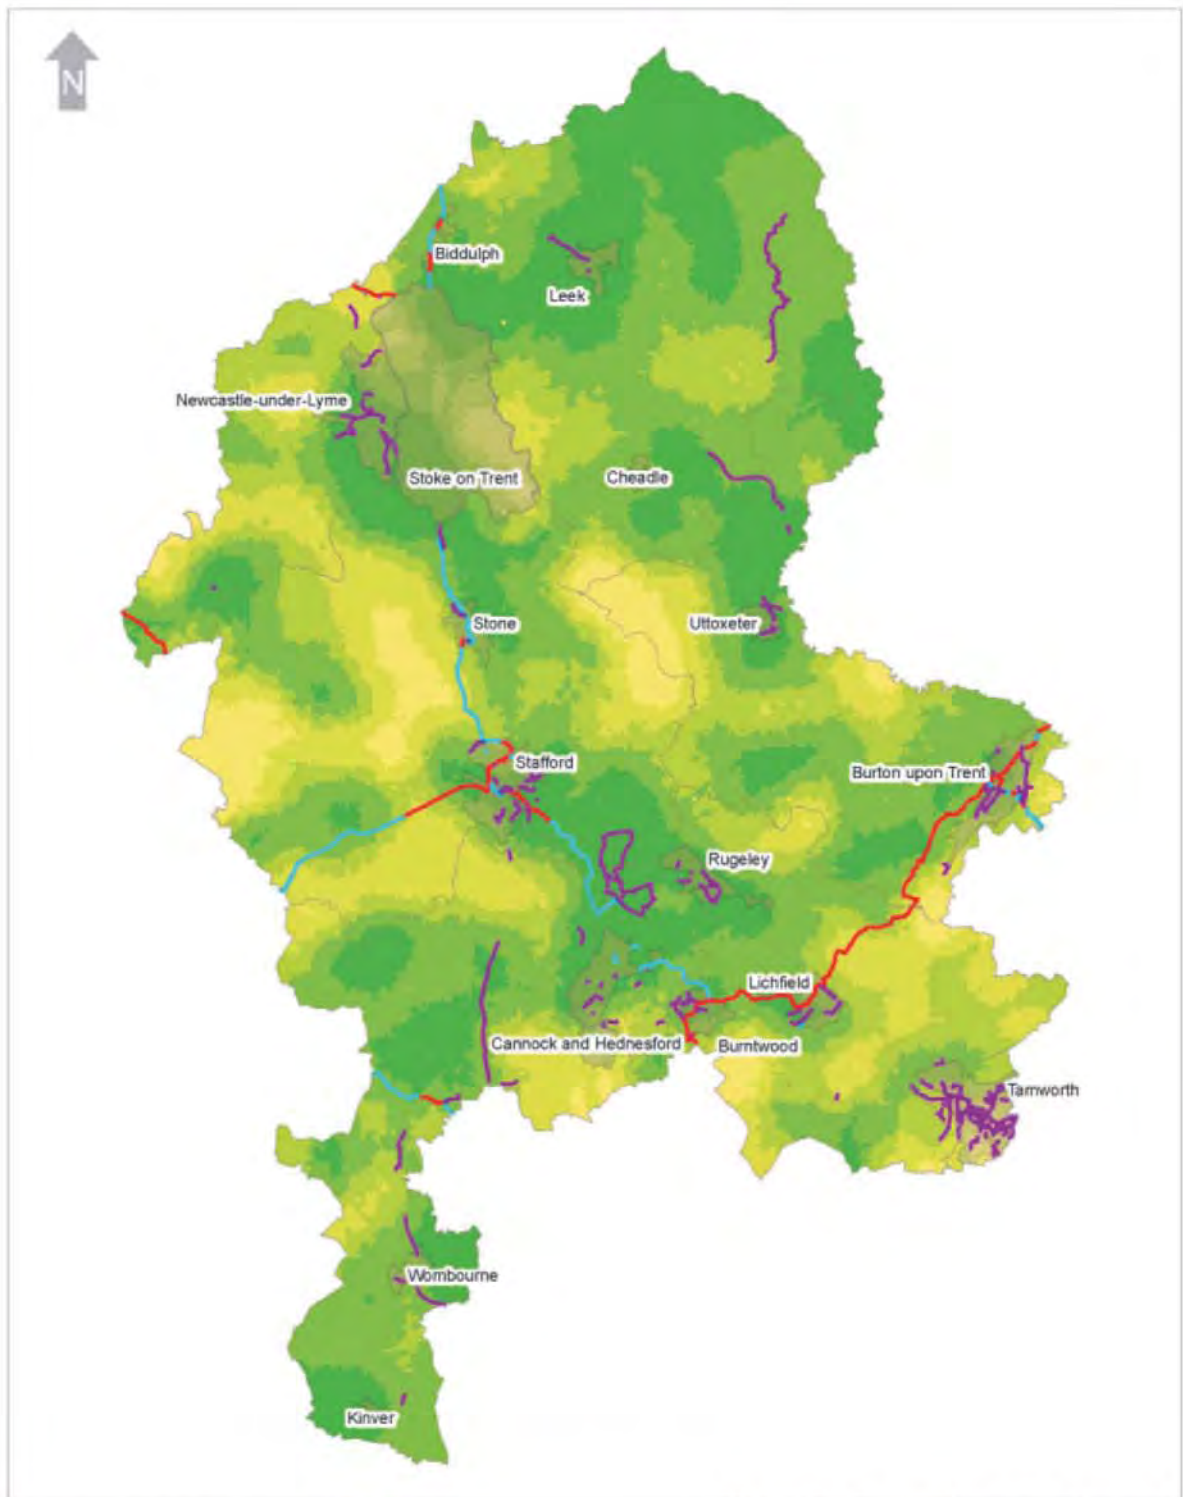 N
Biddulph
Leek
Newcastle-under-Lyme
Stoke on Trent
Cheadle
Stone
Uttoxeter
Stafford
Burton upon Trent
Rugeley
Lichfield
Cannock and Hednesford
Burntwood
Tamworth
Wombourne
Kinver